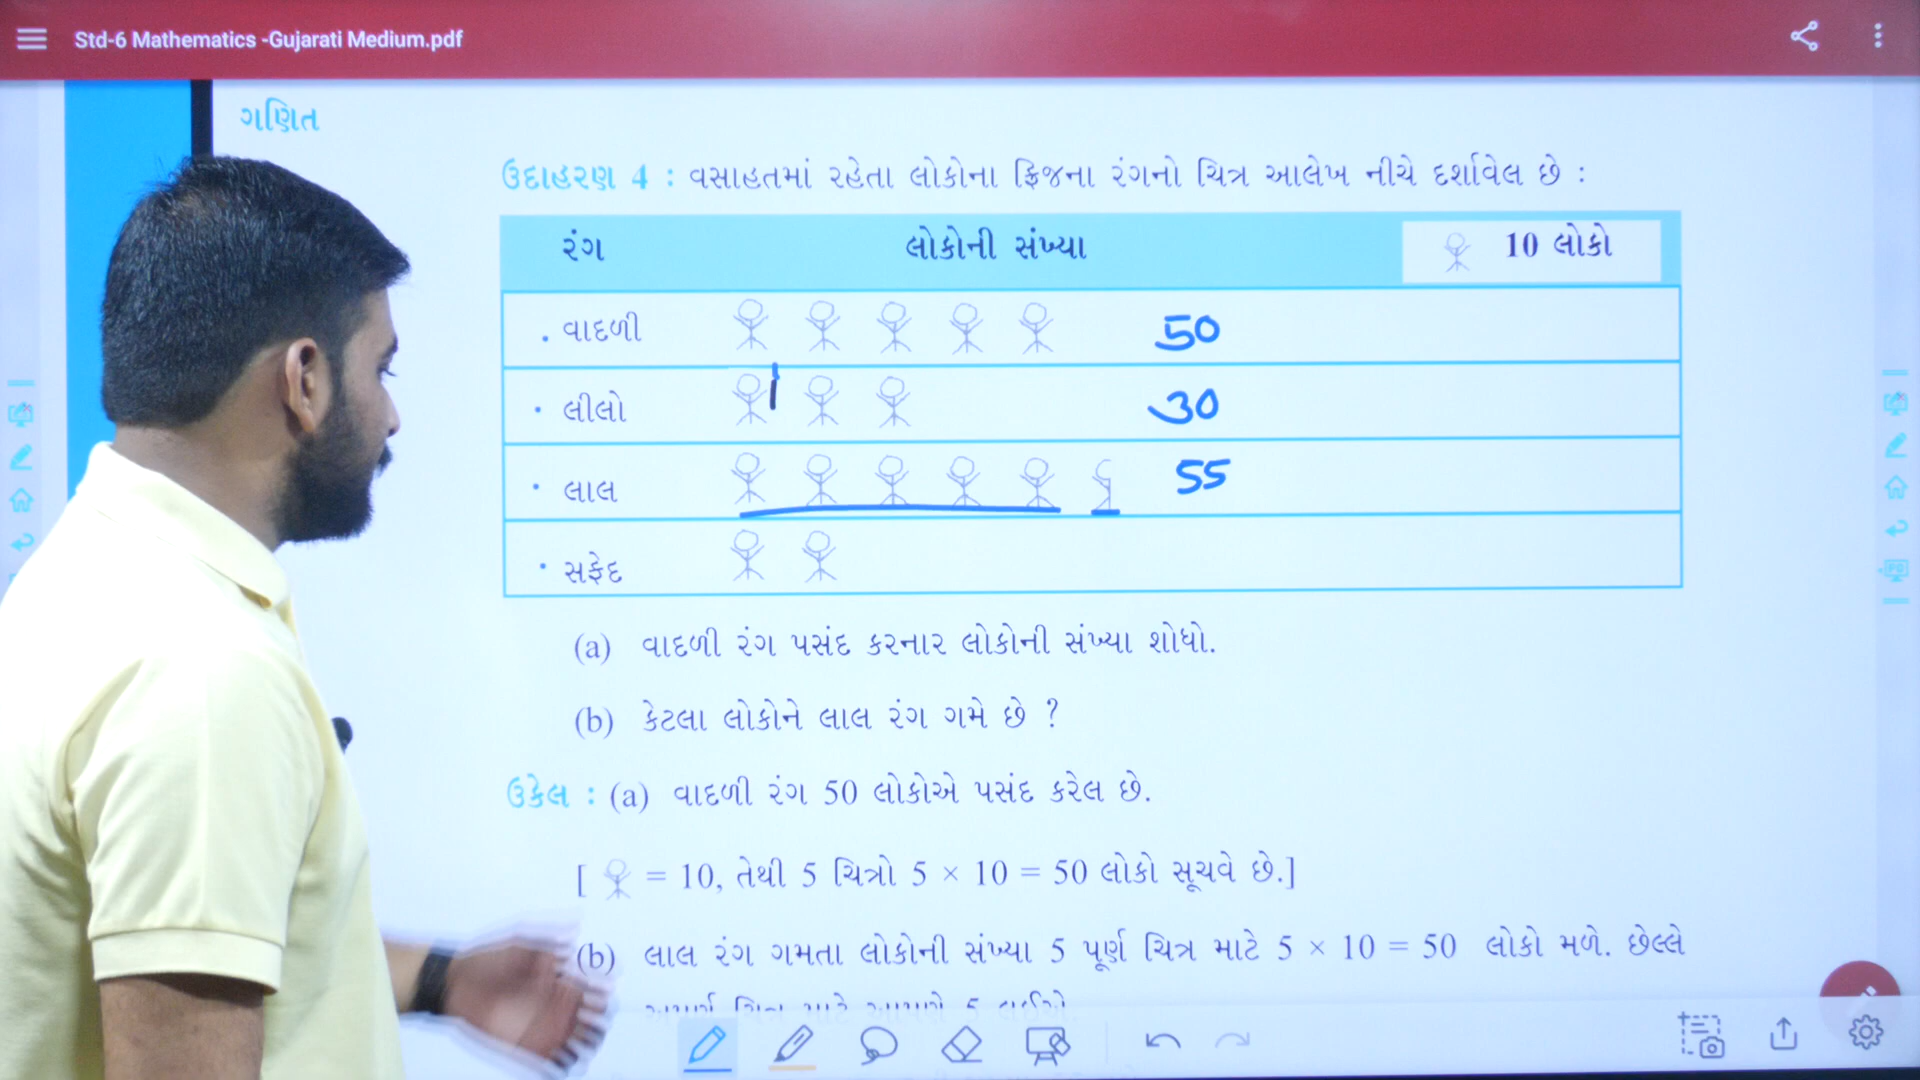 Std-6 Mathematics -Gujarati Medium.pdf
ગણિત
ઉદાહરણ 4 : વસાહતમાં રહેતા લોકોના ફ્રિજના રંગનો ચિત્ર આલેખ નીચે દર્શાવેલ છે :
રંગ લોકોની સંખ્યા 10 લોકો
વાદળી 50
લીલો 30
લાલ 55
સફેદ
(a) વાદળી રંગ પસંદ કરનાર લોકોની સંખ્યા શોધો.
(b) કેટલા લોકોને લાલ રંગ ગમે છે ?
ઉકેલ : (a) વાદળી રંગ 50 લોકોએ પસંદ કરેલ છે.
[ = 10, તેથી 5 ચિત્રો 5 × 10 = 50 લોકો સૂચવે છે.]
(b) લાલ રંગ ગમતા લોકોની સંખ્યા 5 પૂર્ણ ચિત્ર માટે 5 × 10 = 50 લોકો મળે. છેલ્લે